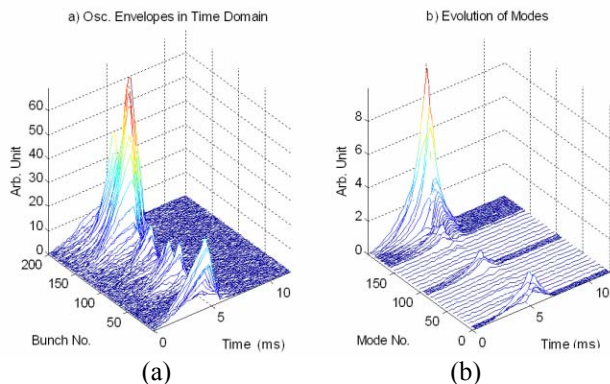 a) Osc. Envelopes in Time Domain
60
50
40
30
20
10
0
Arb. Unit
200
150
100
50
Bunch No.
0
5
10
Time (ms)
(a)
b) Evolution of Modes
8
6
4
2
0
Arb. Unit
150
100
50
0
Mode No.
0
5
10
Time (ms)
(b)